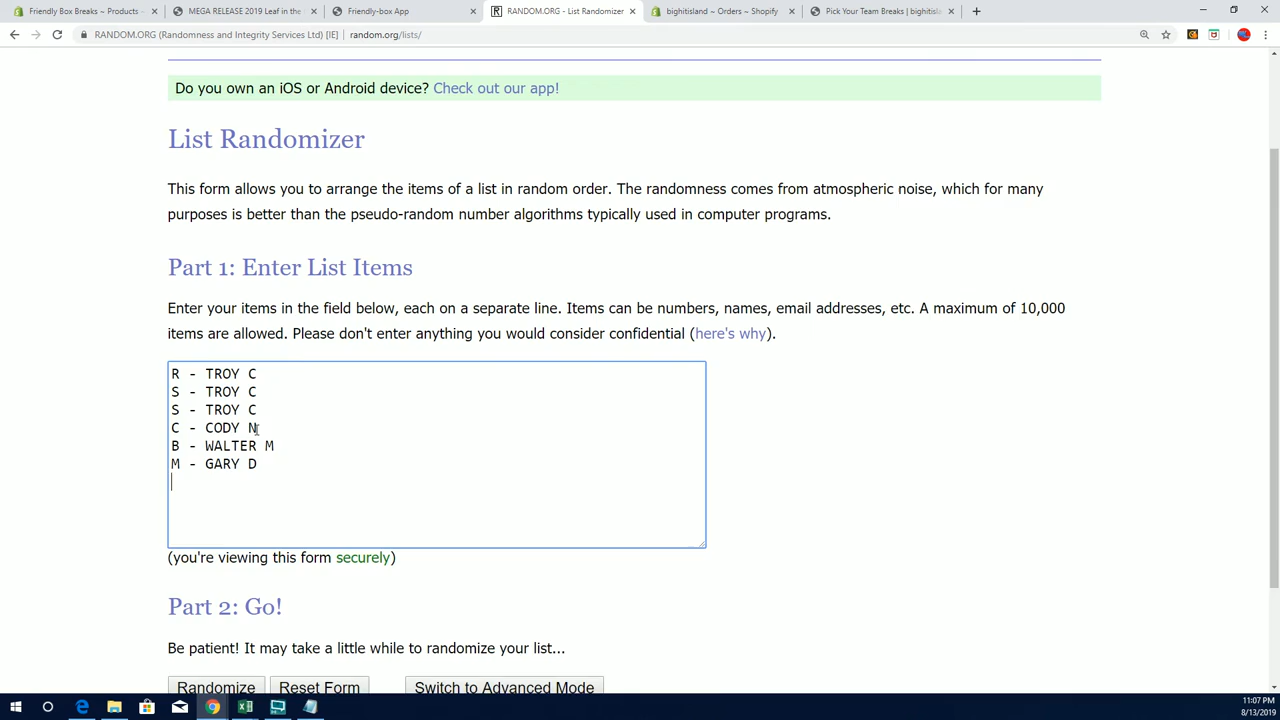 Friendly Box Breaks ~ Products ~
MEGA RELEASE 2019 Leaf in the
Friendly-box App
RANDOM.ORG - List Randomizer
bighitisland ~ Orders ~ Shopify
Pick Your Team Breaks | bighitisl
RANDOM.ORG (Randomness and Integrity Services Ltd) [IE] | random.org/lists/
Do you own an iOS or Android device? Check out our app!
List Randomizer
This form allows you to arrange the items of a list in random order. The randomness comes from atmospheric noise, which for many
purposes is better than the pseudo-random number algorithms typically used in computer programs.
Part 1: Enter List Items
Enter your items in the field below, each on a separate line. Items can be numbers, names, email addresses, etc. A maximum of 10,000
items are allowed. Please don't enter anything you would consider confidential (here's why).
R - TROY C
S - TROY C
S - TROY C
C - CODY N
B - WALTER M
M - GARY D
(you're viewing this form securely)
Part 2: Go!
Be patient! It may take a little while to randomize your list...
Randomize Reset Form Switch to Advanced Mode
11:07 PM
8/13/2019